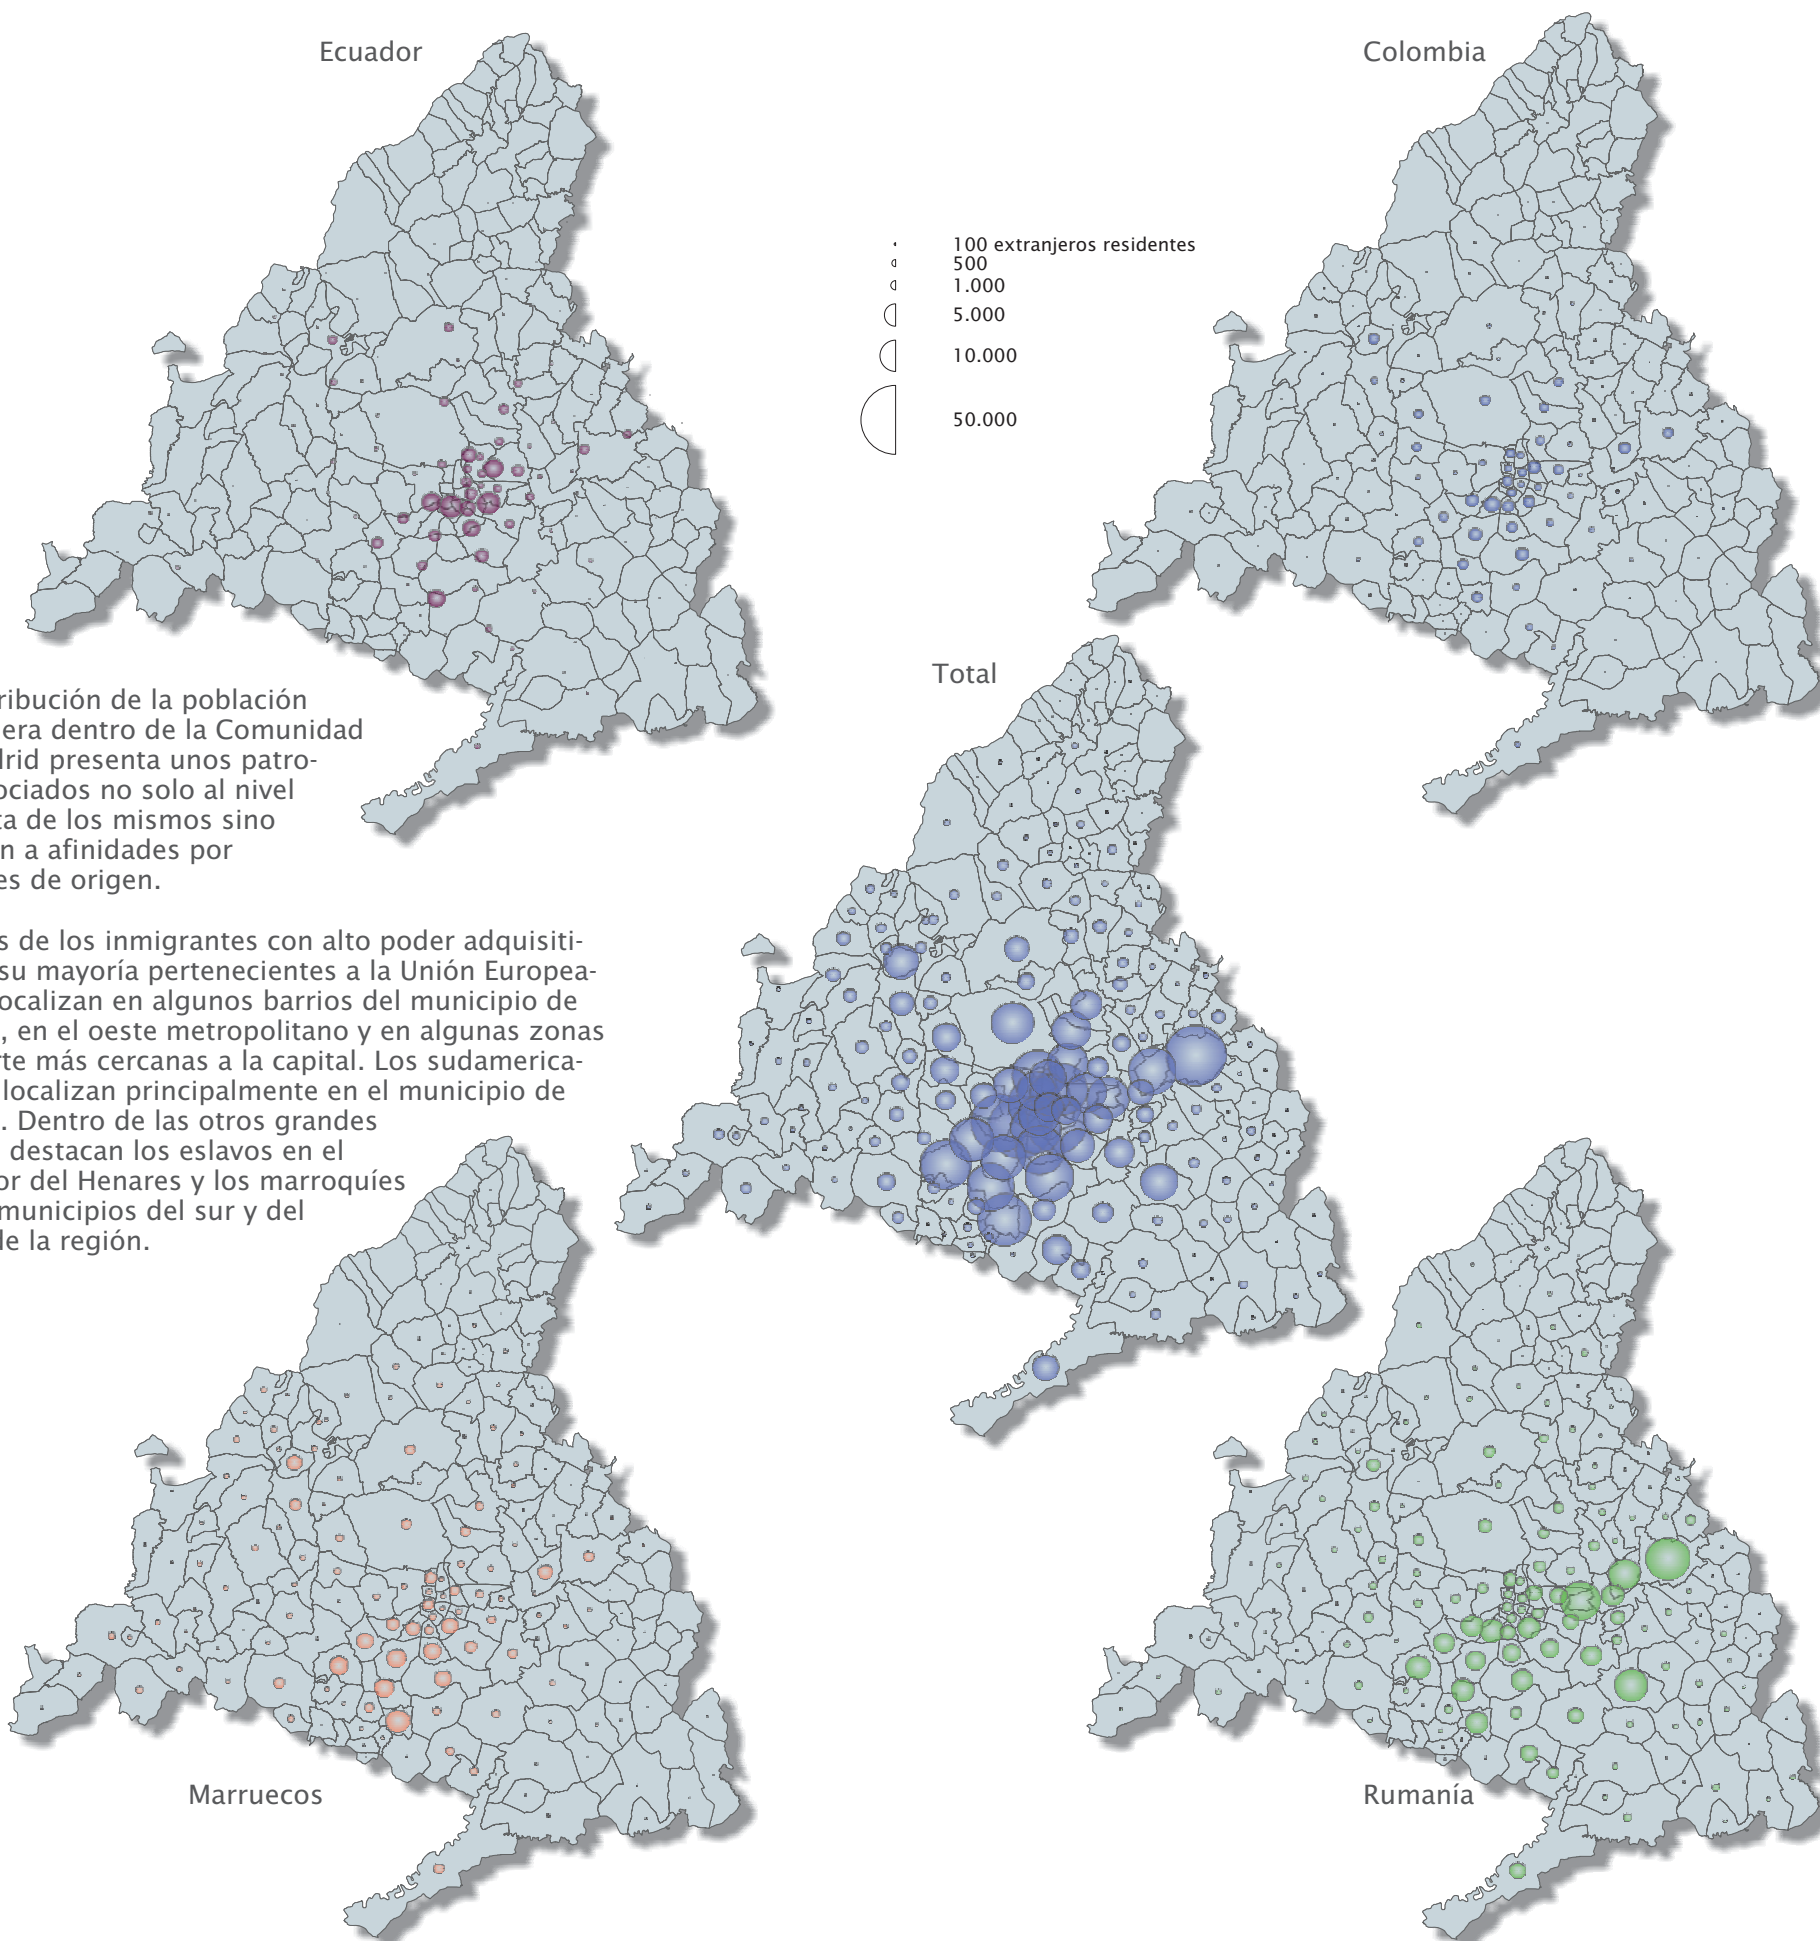 Ecuador
Colombia
100 extranjeros residentes
500
1.000
5.000
10.000
50.000
Total
ribución de la población
era dentro de la Comunidad
drid presenta unos patro-
ociados no solo al nivel
ta de los mismos sino
n a afinidades por
es de origen.
s de los inmigrantes con alto poder adquisiti-
su mayoría pertenecientes a la Unión Europea-
ocalizan en algunos barrios del municipio de
, en el oeste metropolitano y en algunas zonas
rte más cercanas a la capital. Los sudamerica-
localizan principalmente en el municipio de
. Dentro de las otros grandes
destacan los eslavos en el
or del Henares y los marroquíes
municipios del sur y del
de la región.
Marruecos
Rumanía